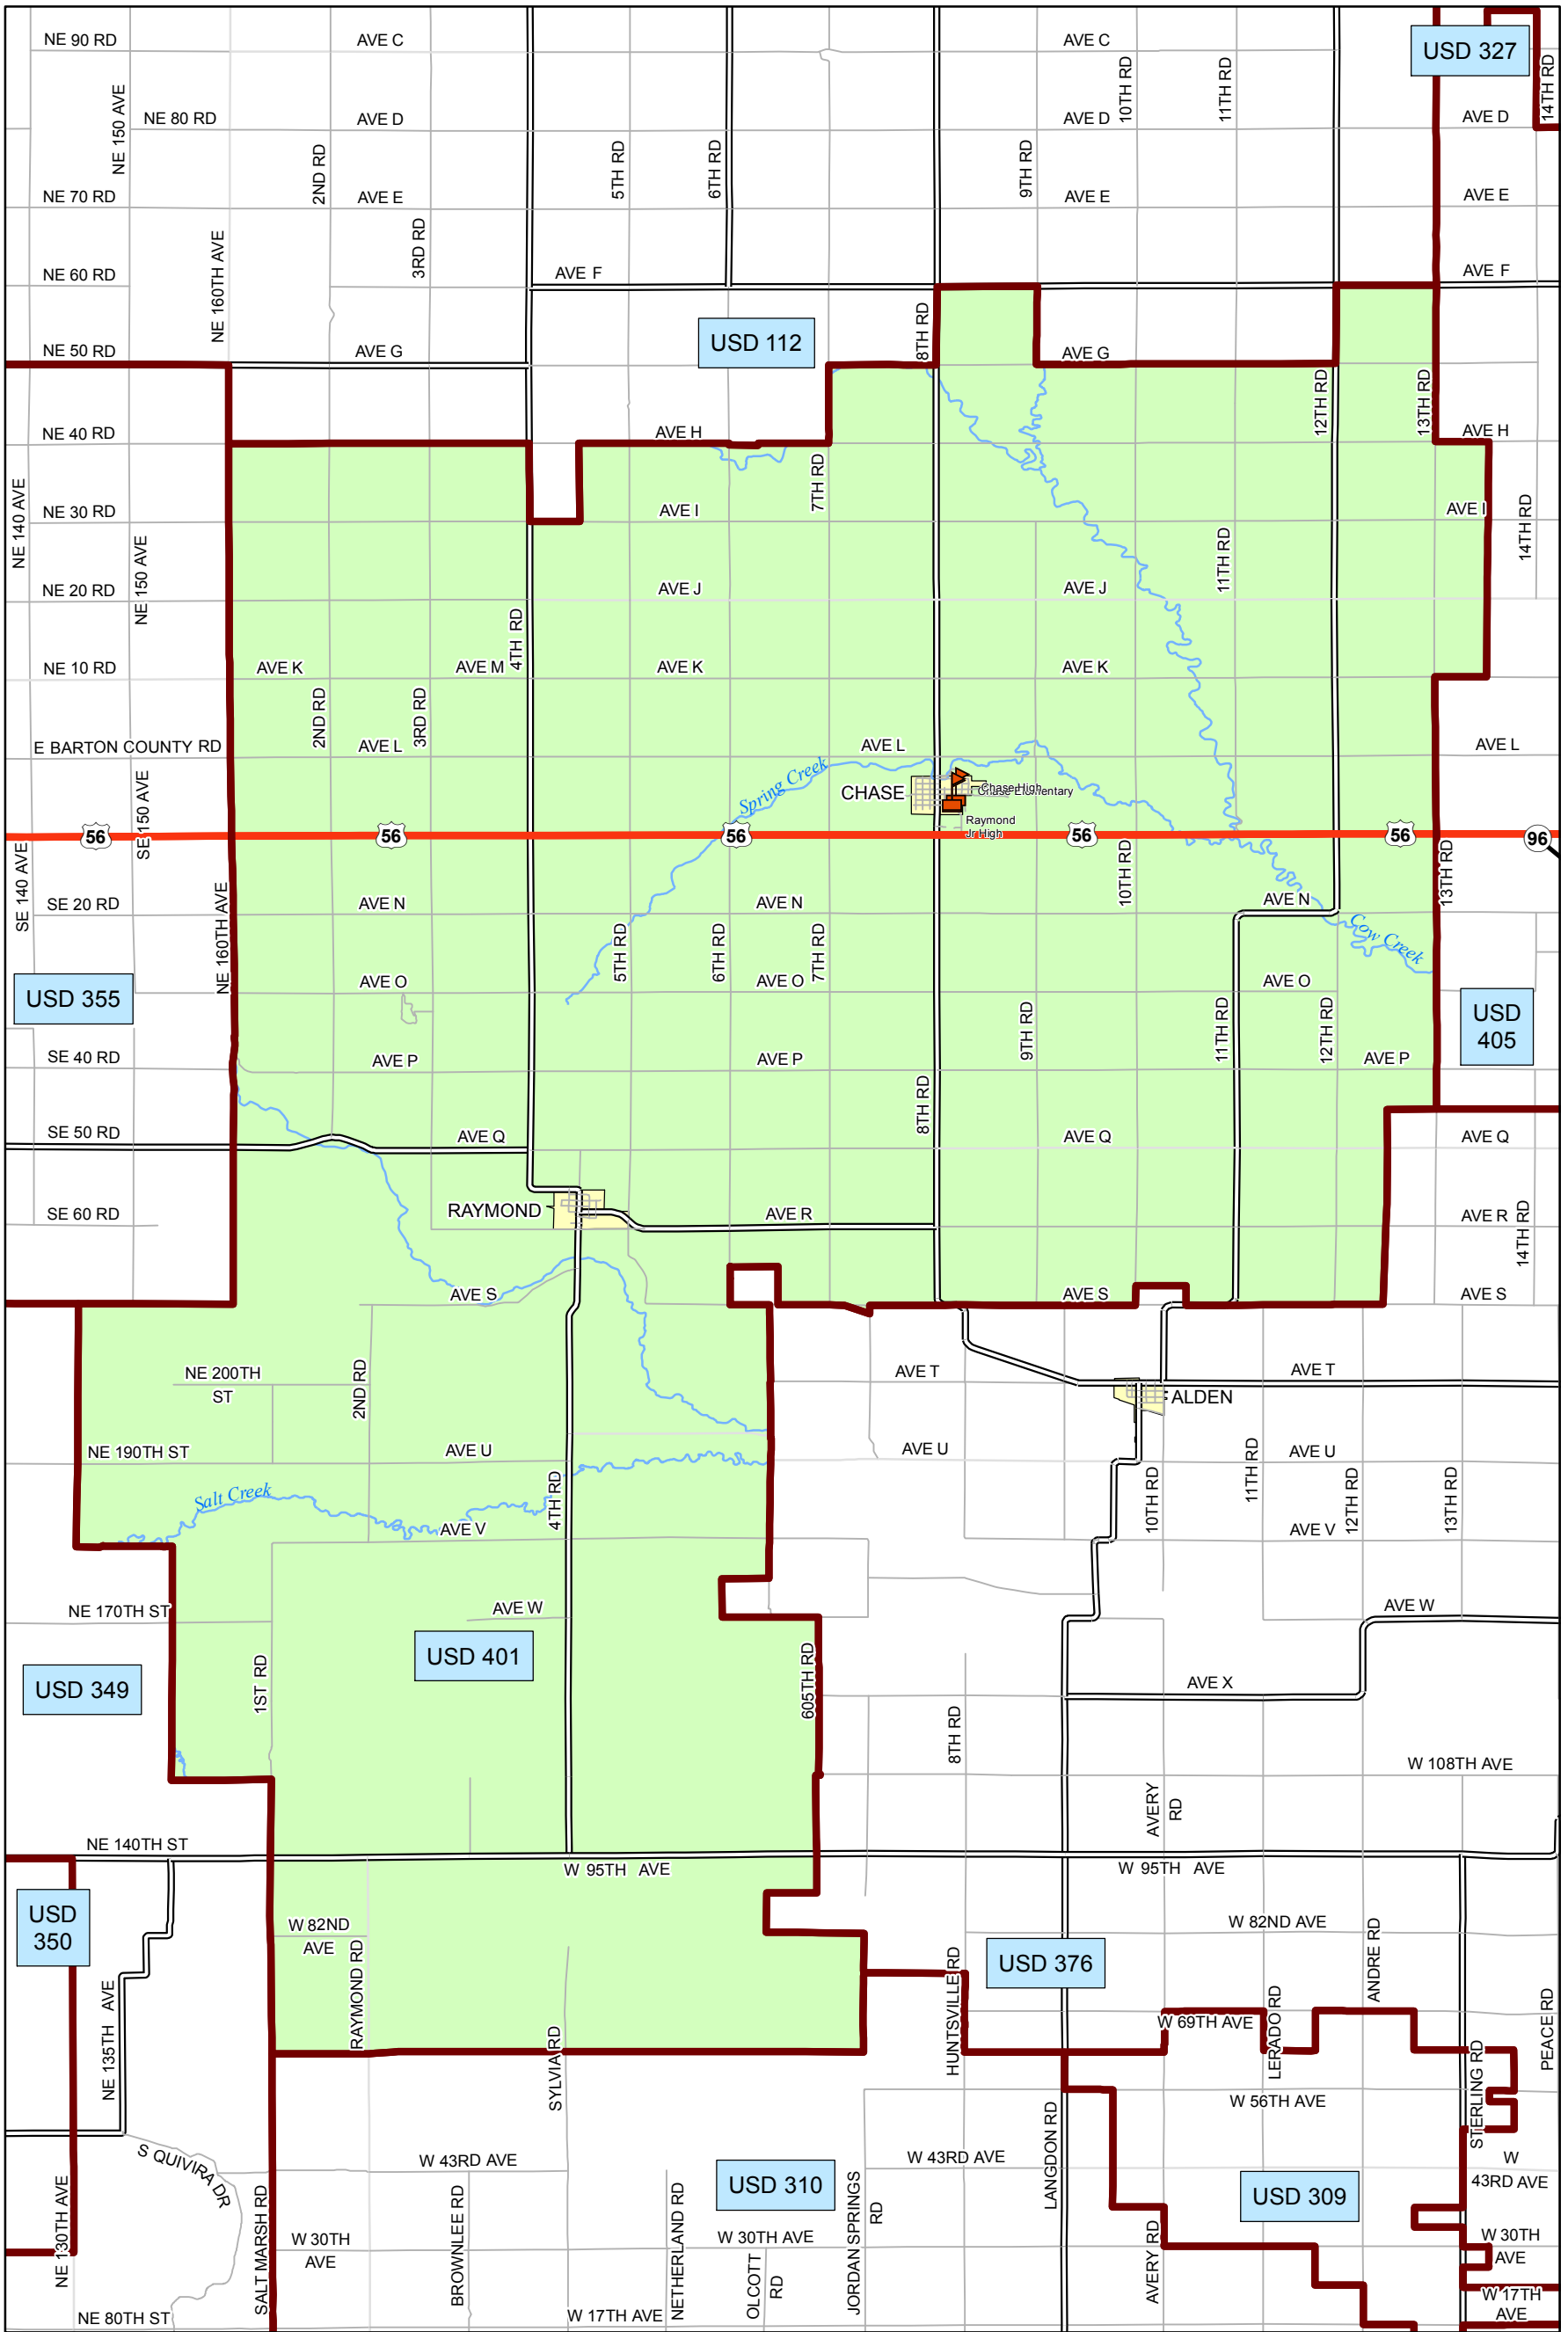 NE 90 RD
AVE C
AVE C
USD 327
NE 150 AVE
NE 80 RD
AVE D
AVE D
10TH RD
11TH RD
AVE D
14TH RD
2ND RD
5TH RD
6TH RD
9TH RD
NE 70 RD
AVE E
AVE E
AVE E
NE 160TH AVE
3RD RD
NE 60 RD
AVE F
AVE F
USD 112
8TH RD
NE 50 RD
AVE G
AVE G
12TH RD
13TH RD
NE 40 RD
AVE H
AVE H
7TH RD
NE 140 AVE
NE 30 RD
AVE I
AVE I
14TH RD
NE 150 AVE
11TH RD
NE 20 RD
AVE J
AVE J
4TH RD
NE 10 RD
AVE K
AVE M
AVE K
AVE K
2ND RD
3RD RD
E BARTON COUNTY RD
AVE L
AVE L
AVE L
Spring Creek
CHASE
Chase High
Chase Elementary
Raymond
Jr High
SE 150 AVE
56
56
56
56
56
96
SE 140 AVE
10TH RD
13TH RD
SE 20 RD
NE 160TH AVE
AVE N
AVE N
AVE N
5TH RD
6TH RD
7TH RD
Cow Creek
USD 355
AVE O
AVE O
AVE O
USD
405
9TH RD
11TH RD
12TH RD
SE 40 RD
AVE P
AVE P
AVE P
8TH RD
SE 50 RD
AVE Q
AVE Q
AVE Q
SE 60 RD
RAYMOND
AVE R
AVE R
14TH RD
AVE S
AVE S
AVE S
NE 200TH
ST
2ND RD
AVE T
AVE T
ALDEN
NE 190TH ST
AVE U
AVE U
AVE U
Salt Creek
4TH RD
11TH RD
10TH RD
12TH RD
13TH RD
AVE V
AVE V
NE 170TH ST
AVE W
AVE W
USD 401
USD 349
1ST RD
605TH RD
AVE X
8TH RD
W 108TH AVE
AVERY
RD
NE 140TH ST
W 95TH AVE
W 95TH AVE
USD
350
W 82ND
AVE
W 82ND AVE
RAYMOND RD
HUNTSVILLE RD
USD 376
ANDRE RD
NE 135TH AVE
SYLVIA RD
W 69TH AVE
LERADO RD
PEACE RD
STERLING RD
LANGDON RD
W 56TH AVE
S QUIVIRA DR
W 43RD AVE
W 43RD AVE
W
43RD AVE
USD 310
USD 309
NE 130TH AVE
SALT MARSH RD
W 30TH
AVE
BROWNLEE RD
NETHERLAND RD
W 30TH AVE
OLCOTT
RD
JORDAN SPRINGS
RD
AVERY RD
W 30TH
AVE
NE 80TH ST
W 17TH AVE
W 17TH
AVE